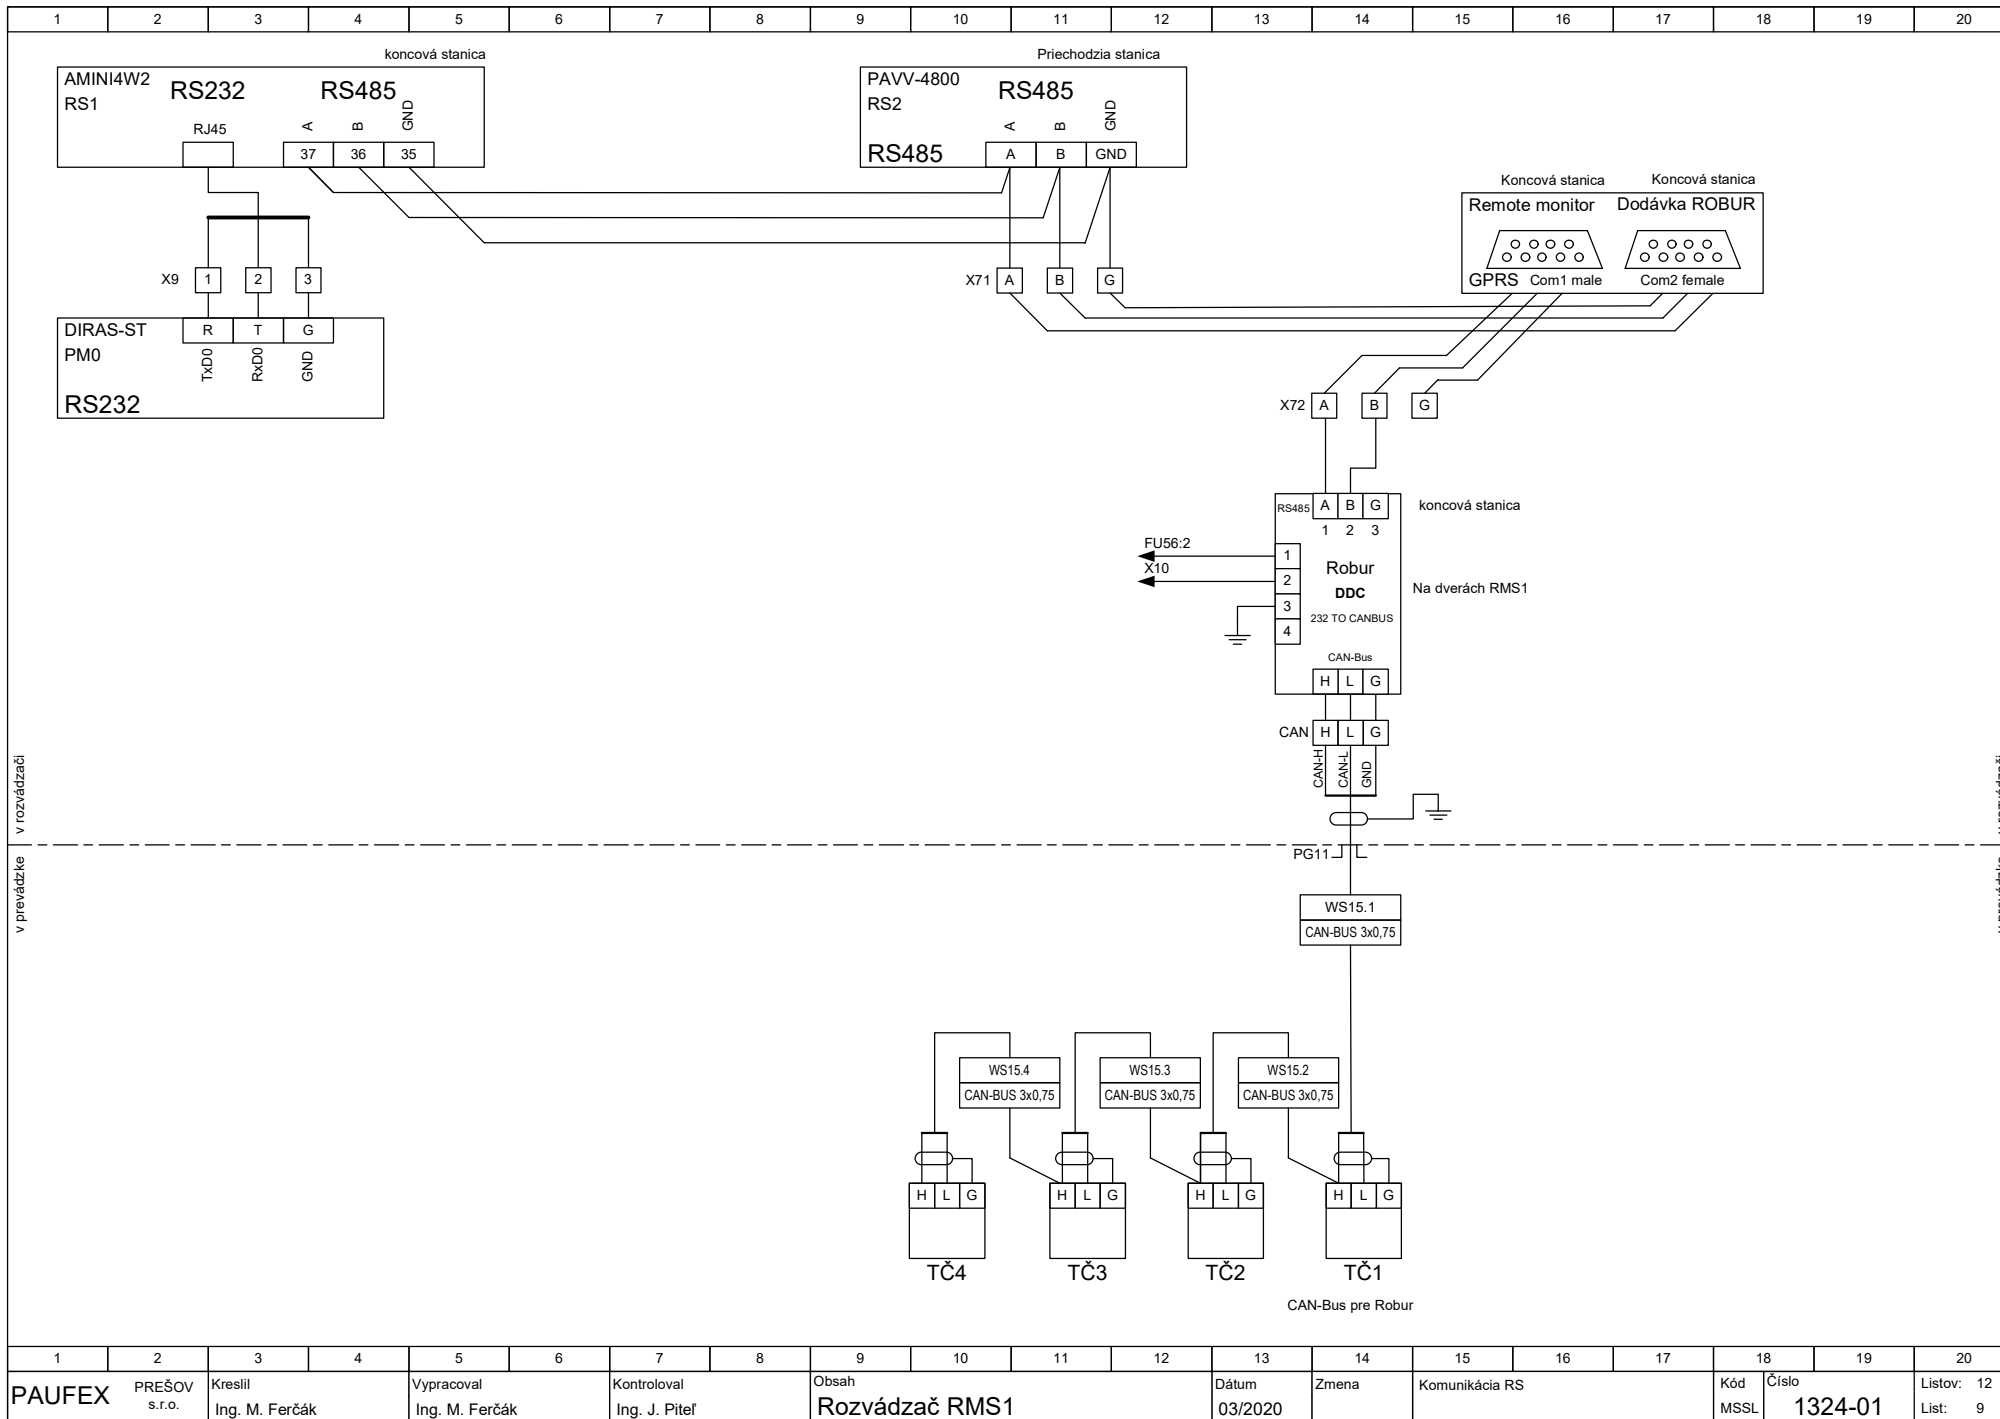 1 2 3 4 5 6 7 8 9 10 11 12 13 14 15 16 17 18 19 20
koncová stanica
AMINI4W2
RS1
RS232
RS485
RJ45
A B GND
37 36 35
Priechodzia stanica
PAVV-4800
RS2
RS485
A B GND
RS485
A B GND
Koncová stanica
Koncová stanica
Remote monitor
Dodávka ROBUR
GPRS
Com1 male
Com2 female
X9 1 2 3
X71 A B G
DIRAS-ST
PM0
R T G
TxD0 RxD0 GND
RS232
X72 A B G
RS485 A B G
koncová stanica
1 2 3
FU56:2
X10
1
2
3
4
Robur
DDC
232 TO CANBUS
Na dverách RMS1
CAN-Bus
H L G
CAN H L G
CAN-H CAN-L GND
v rozvádzači
v prevádzke
PG11
WS15.1
CAN-BUS 3x0,75
WS15.4
CAN-BUS 3x0,75
WS15.3
CAN-BUS 3x0,75
WS15.2
CAN-BUS 3x0,75
H L G
H L G
H L G
H L G
TČ4
TČ3
TČ2
TČ1
CAN-Bus pre Robur
1 2 3 4 5 6 7 8 9 10 11 12 13 14 15 16 17 18 19 20
PAUFEX
PREŠOV
s.r.o.
Kreslil
Ing. M. Ferčák
Vypracoval
Ing. M. Ferčák
Kontroloval
Ing. J. Piteľ
Obsah
Rozvádzač RMS1
Dátum
03/2020
Zmena
Komunikácia RS
Kód
MSSL
Číslo
1324-01
Listov: 12
List: 9